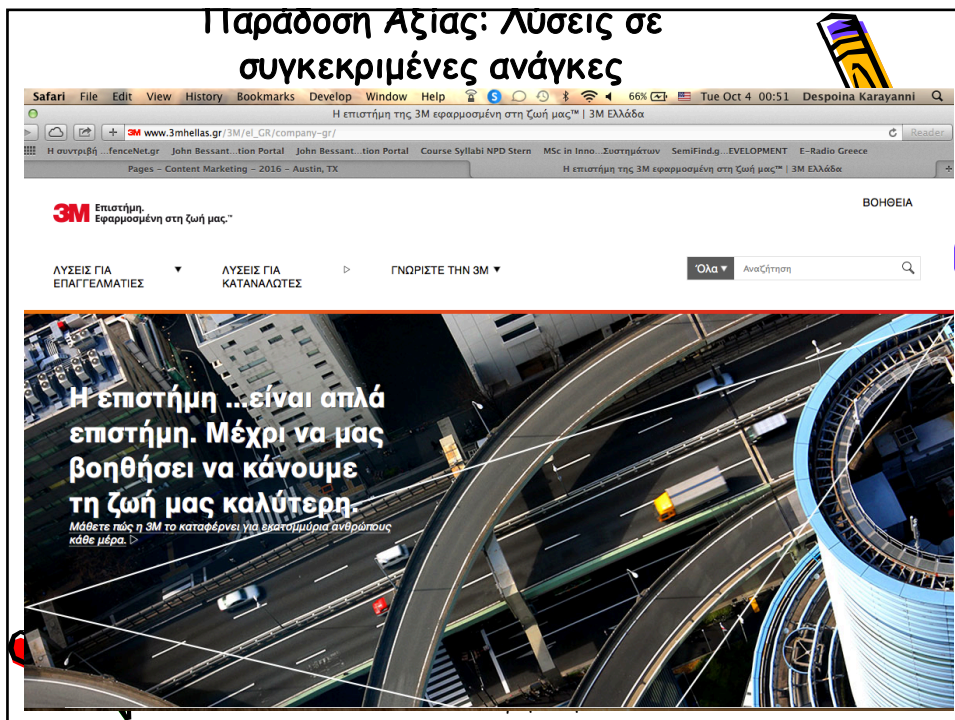 Παράδοση Αξίας: Λύσεις σε
συγκεκριμένες ανάγκες
Safari File Edit View History Bookmarks Develop Window Help 66% Tue Oct 4 00:51 Despoina Karayanni
Η επιστήμη της 3M εφαρμοσμένη στη ζωή μας™ | 3M Ελλάδα
3M www.3mhellas.gr/3M/el_GR/company-gr/ Reader
Η συντριβή ...fenceNet.gr John Bessant...tion Portal John Bessant...tion Portal Course Syllabi NPD Stern MSc in Inno...Συστημάτων SemiFind.g...EVELOPMENT E-Radio Greece
Pages – Content Marketing – 2016 – Austin, TX Η επιστήμη της 3M εφαρμοσμένη στη ζωή μας™ | 3M Ελλάδα
ΒΟΗΘΕΙΑ
3M Επιστήμη.
Εφαρμοσμένη στη ζωή μας.™
ΛΥΣΕΙΣ ΓΙΑ
ΕΠΑΓΓΕΛΜΑΤΙΕΣ
ΛΥΣΕΙΣ ΓΙΑ
ΚΑΤΑΝΑΛΩΤΕΣ
ΓΝΩΡΙΣΤΕ ΤΗΝ 3M
Όλα Αναζήτηση
Η επιστήμη ...είναι απλά
επιστήμη. Μέχρι να μας
βοηθήσει να κάνουμε
τη ζωή μας καλύτερη.
Μάθετε πώς η 3M το καταφέρνει για εκατομμύρια ανθρώπους
κάθε μέρα.